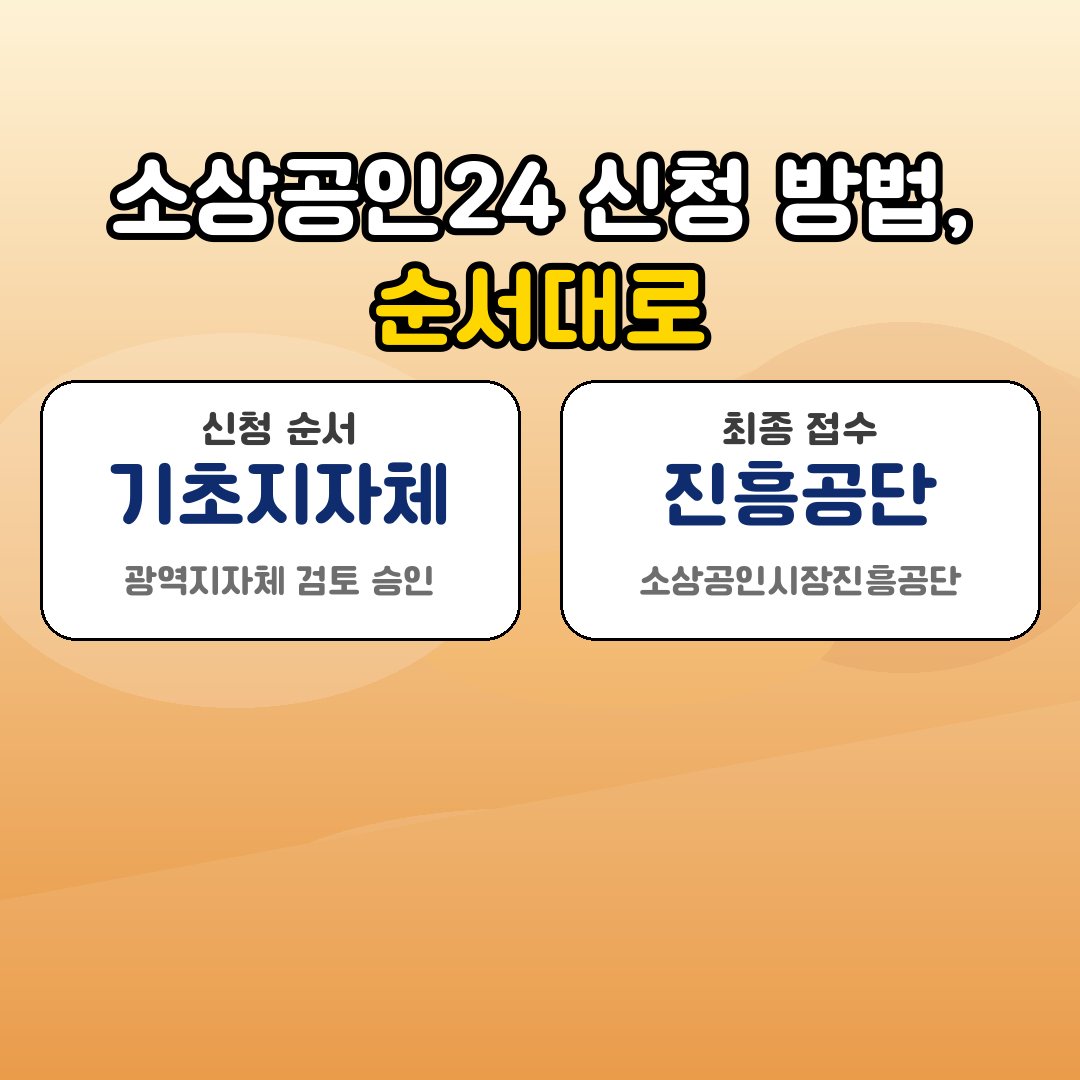 소상공인24 신청 방법,
순서대로
신청 순서
기초지자체
광역지자체 검토 승인
최종 접수
진흥공단
소상공인시장진흥공단